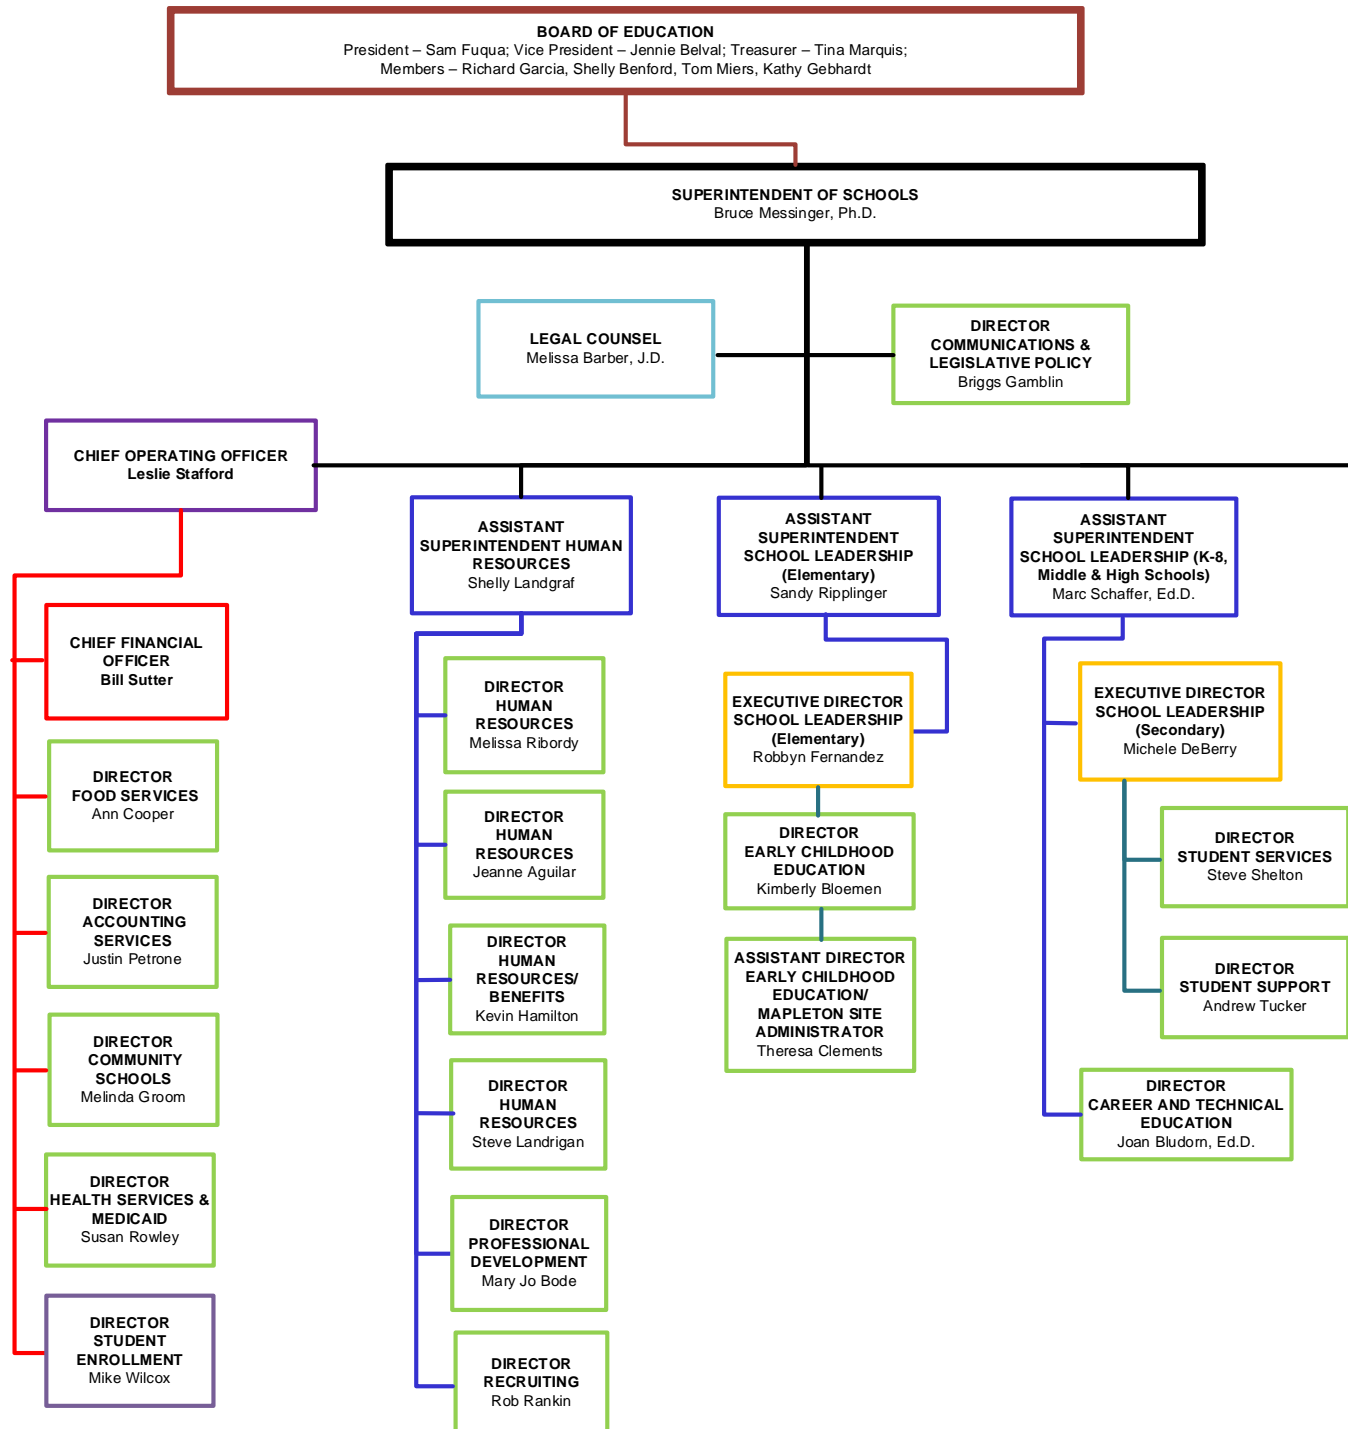 BOARD OF EDUCATION
President – Sam Fuqua; Vice President – Jennie Belval; Treasurer – Tina Marquis;
Members – Richard Garcia, Shelly Benford, Tom Miers, Kathy Gebhardt
SUPERINTENDENT OF SCHOOLS
Bruce Messinger, Ph.D.
LEGAL COUNSEL
Melissa Barber, J.D.
DIRECTOR
COMMUNICATIONS &
LEGISLATIVE POLICY
Briggs Gamblin
CHIEF OPERATING OFFICER
Leslie Stafford
CHIEF FINANCIAL
OFFICER
Bill Sutter
DIRECTOR
FOOD SERVICES
Ann Cooper
DIRECTOR
ACCOUNTING
SERVICES
Justin Petrone
DIRECTOR
COMMUNITY
SCHOOLS
Melinda Groom
DIRECTOR
HEALTH SERVICES &
MEDICAID
Susan Rowley
DIRECTOR
STUDENT
ENROLLMENT
Mike Wilcox
ASSISTANT
SUPERINTENDENT HUMAN
RESOURCES
Shelly Landgraf
DIRECTOR
HUMAN
RESOURCES
Melissa Ribordy
DIRECTOR
HUMAN
RESOURCES
Jeanne Aguilar
DIRECTOR
HUMAN
RESOURCES/
BENEFITS
Kevin Hamilton
DIRECTOR
HUMAN
RESOURCES
Steve Landrigan
DIRECTOR
PROFESSIONAL
DEVELOPMENT
Mary Jo Bode
DIRECTOR
RECRUITING
Rob Rankin
ASSISTANT
SUPERINTENDENT
SCHOOL LEADERSHIP
(Elementary)
Sandy Ripplinger
EXECUTIVE DIRECTOR
SCHOOL LEADERSHIP
(Elementary)
Robbyn Fernandez
DIRECTOR
EARLY CHILDHOOD
EDUCATION
Kimberly Bloemen
ASSISTANT DIRECTOR
EARLY CHILDHOOD
EDUCATION/
MAPLETON SITE
ADMINISTRATOR
Theresa Clements
ASSISTANT
SUPERINTENDENT
SCHOOL LEADERSHIP (K-8,
Middle & High Schools)
Marc Schaffer, Ed.D.
EXECUTIVE DIRECTOR
SCHOOL LEADERSHIP
(Secondary)
Michele DeBerry
DIRECTOR
STUDENT SERVICES
Steve Shelton
DIRECTOR
STUDENT SUPPORT
Andrew Tucker
DIRECTOR
CAREER AND TECHNICAL
EDUCATION
Joan Bludorn, Ed.D.